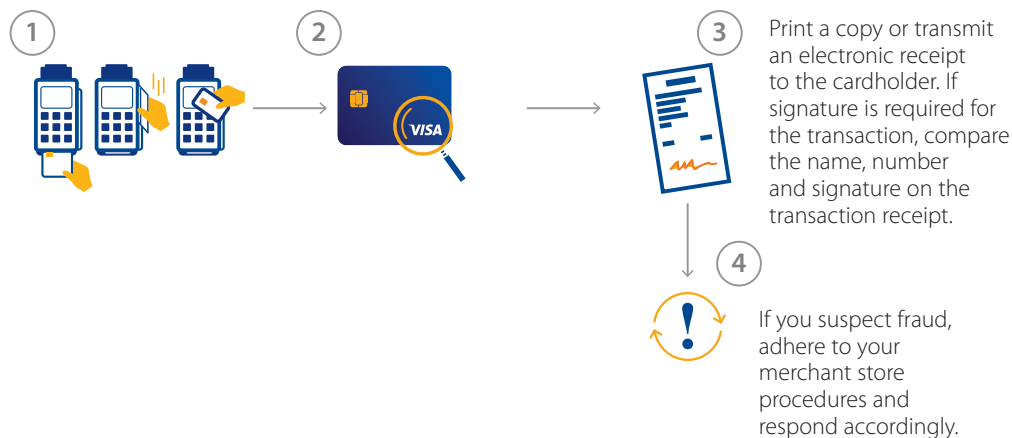 1
2
VISA
3
Print a copy or transmit
an electronic receipt
to the cardholder. If
signature is required for
the transaction, compare
the name, number
and signature on the
transaction receipt.
4
If you suspect fraud,
adhere to your
merchant store
procedures and
respond accordingly.